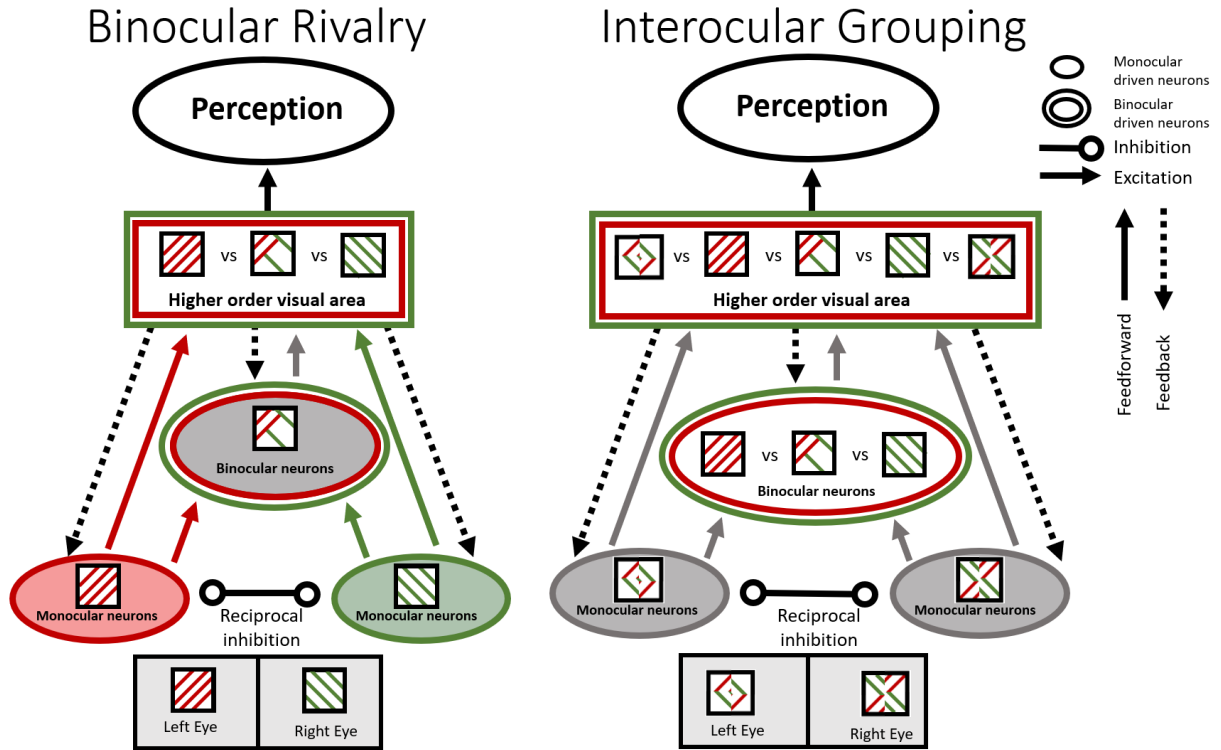 Binocular Rivalry
Perception
vs
vs
Higher order visual area
Binocular neurons
Monocular neurons
Monocular neurons
Reciprocal
inhibition
Left Eye
Right Eye
Interocular Grouping
Perception
vs
vs
vs
vs
Higher order visual area
vs
vs
Binocular neurons
Monocular neurons
Monocular neurons
Reciprocal
inhibition
Left Eye
Right Eye
Monocular
driven neurons
Binocular
driven neurons
Inhibition
Excitation
Feedforward
Feedback